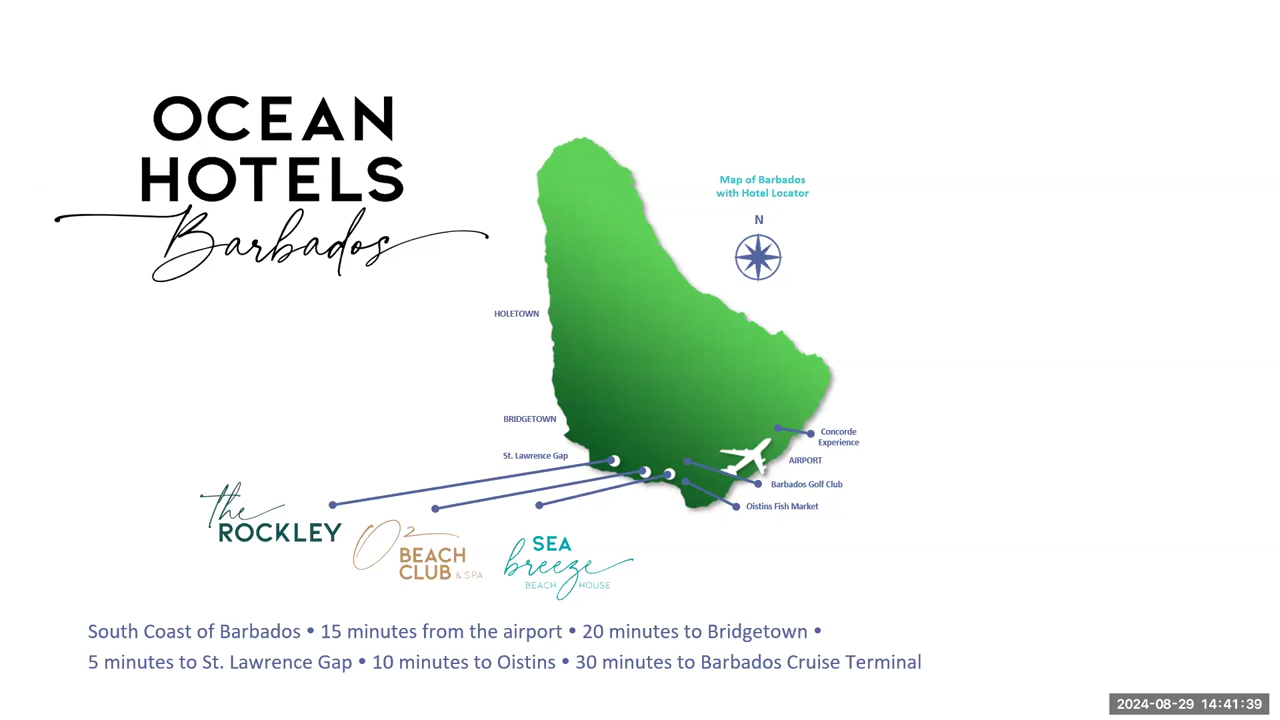 OCEAN
HOTELS
Barbados
Map of Barbados
with Hotel Locator
N
HOLETOWN
BRIDGETOWN
St. Lawrence Gap
Concorde
Experience
AIRPORT
Barbados Golf Club
Oistins Fish Market
the
ROCKLEY
O2
BEACH
CLUB & SPA
SEA
breeze
BEACH HOUSE
South Coast of Barbados • 15 minutes from the airport • 20 minutes to Bridgetown •
5 minutes to St. Lawrence Gap • 10 minutes to Oistins • 30 minutes to Barbados Cruise Terminal
2024-08-29 14:41:39